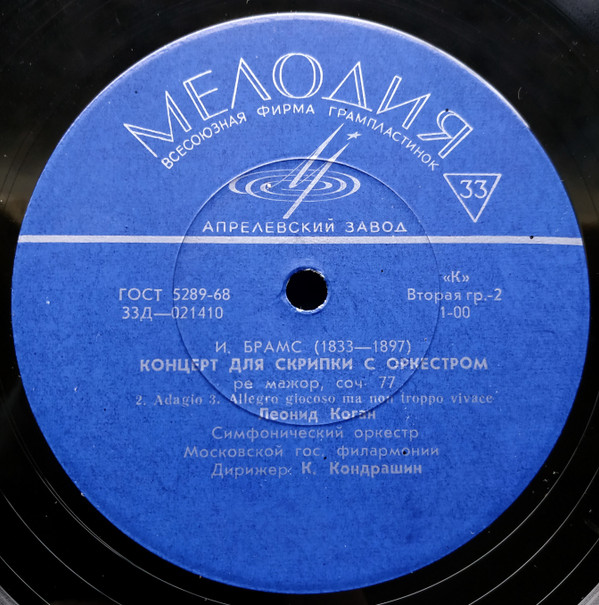 МЕЛОДИЯ
ВСЕСОЮЗНАЯ ФИРМА ГРАМПЛАСТИНОК
33
АПРЕЛЕВСКИЙ ЗАВОД
ГОСТ 5289-68
«К»
Вторая гр.-2
33Д—021410
1-00
И. БРАМС (1833—1897)
КОНЦЕРТ ДЛЯ СКРИПКИ С ОРКЕСТРОМ
ре мажор, соч. 77
2. Adagio 3. Allegro giocoso ma non troppo vivace
Леонид Коган
Симфонический оркестр
Московской гос. филармонии
Дирижер: К. Кондрашин